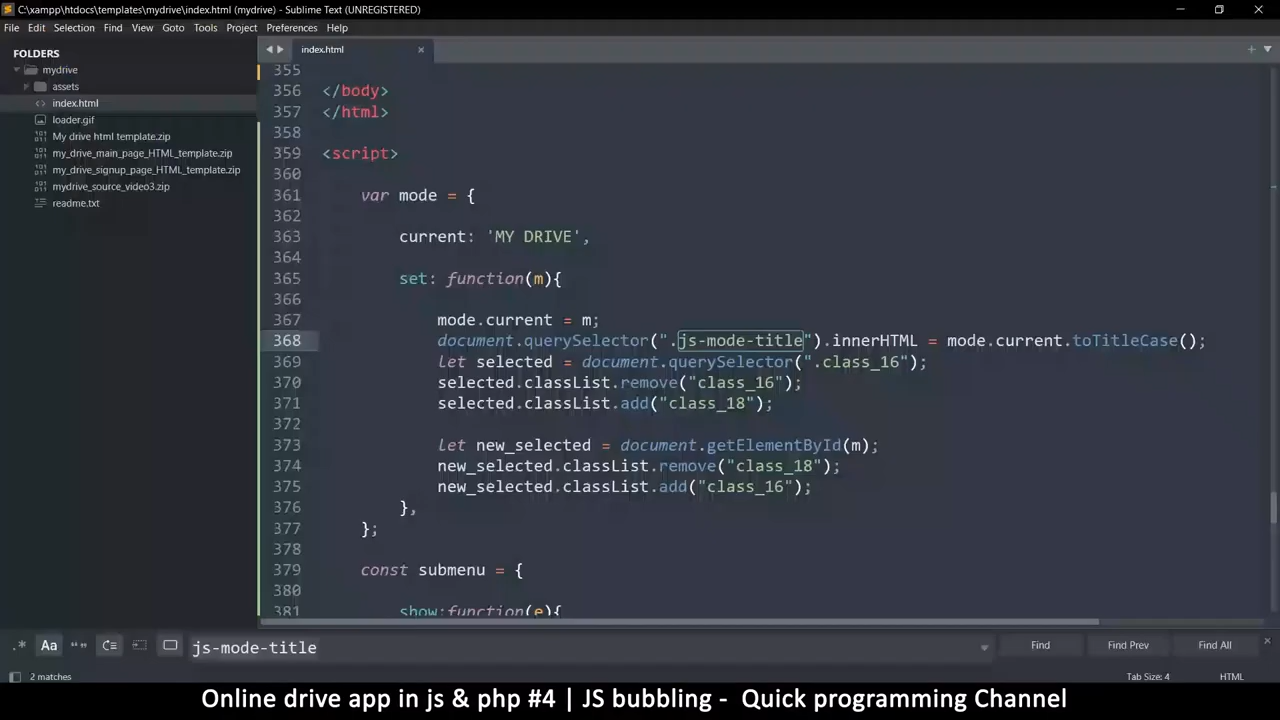 C:\xampp\htdocs\templates\mydrive\index.html (mydrive) - Sublime Text (UNREGISTERED)
File Edit Selection Find View Goto Tools Project Preferences Help
FOLDERS
mydrive
assets
index.html
loader.gif
My drive html template.zip
my_drive_main_page_HTML_template.zip
my_drive_signup_page_HTML_template.zip
mydrive_source_video3.zip
readme.txt
index.html
355
356 </body>
357 </html>
358
359 <script>
360
361 var mode = {
362
363 current: 'MY DRIVE',
364
365 set: function(m){
366
367 mode.current = m;
368 document.querySelector(".js-mode-title").innerHTML = mode.current.toTitleCase();
369 let selected = document.querySelector(".class_16");
370 selected.classList.remove("class_16");
371 selected.classList.add("class_18");
372
373 let new_selected = document.getElementById(m);
374 new_selected.classList.remove("class_18");
375 new_selected.classList.add("class_16");
376 },
377 };
378
379 const submenu = {
380
381 show:function(e){
.* Aa “” js-mode-title Find Find Prev Find All
2 matches Tab Size: 4 HTML
Online drive app in js & php #4 | JS bubbling - Quick programming Channel